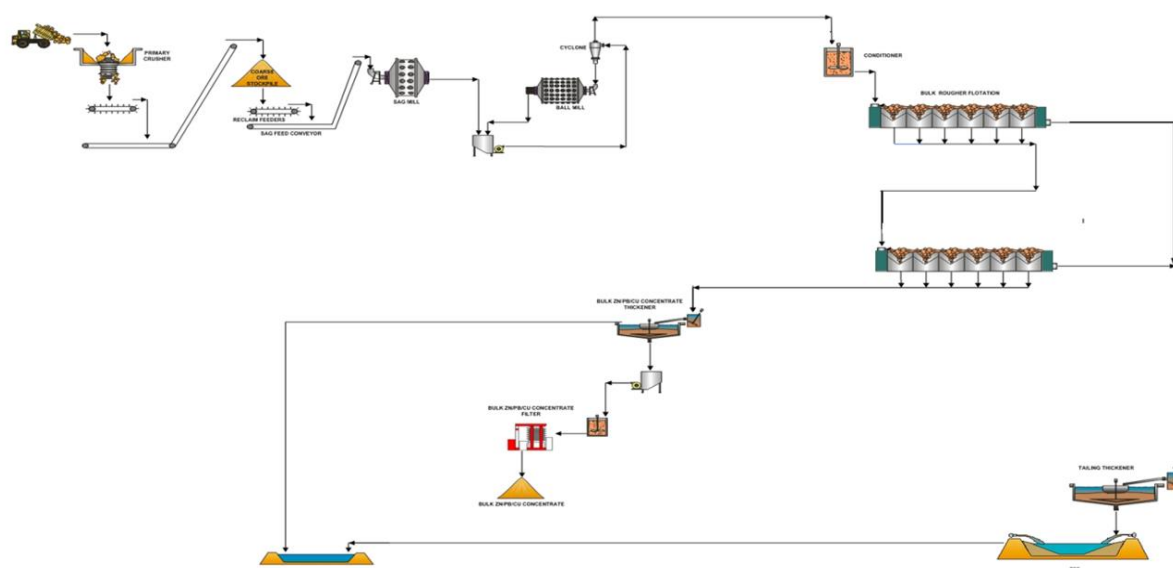 PRIMARY
CRUSHER
COARSE
ORE
STOCKPILE
RECLAIM FEEDERS
SAG FEED CONVEYOR
SAG MILL
CYCLONE
BALL MILL
CONDITIONER
BULK ROUGHER FLOTATION
BULK ZN/PB/CU CONCENTRATE
THICKENER
BULK ZN/PB/CU CONCENTRATE
FILTER
BULK ZN/PB/CU CONCENTRATE
TAILING THICKENER